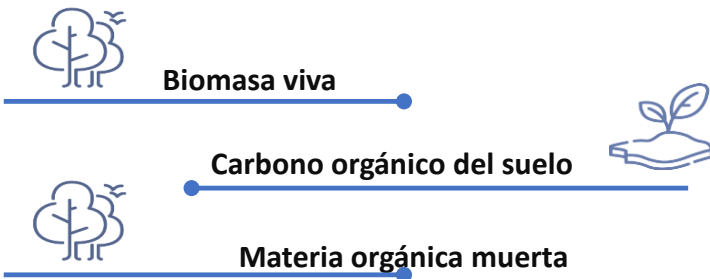 Biomasa viva
Carbono orgánico del suelo
Materia orgánica muerta